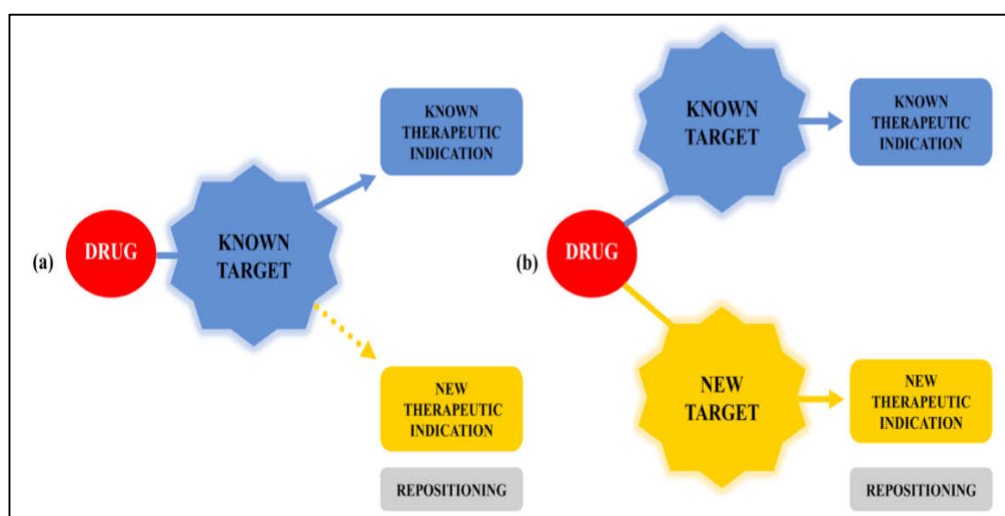 (a)
DRUG
KNOWN
TARGET
KNOWN
THERAPEUTIC
INDICATION
NEW
THERAPEUTIC
INDICATION
REPOSITIONING
(b)
DRUG
KNOWN
TARGET
KNOWN
THERAPEUTIC
INDICATION
NEW
TARGET
NEW
THERAPEUTIC
INDICATION
REPOSITIONING